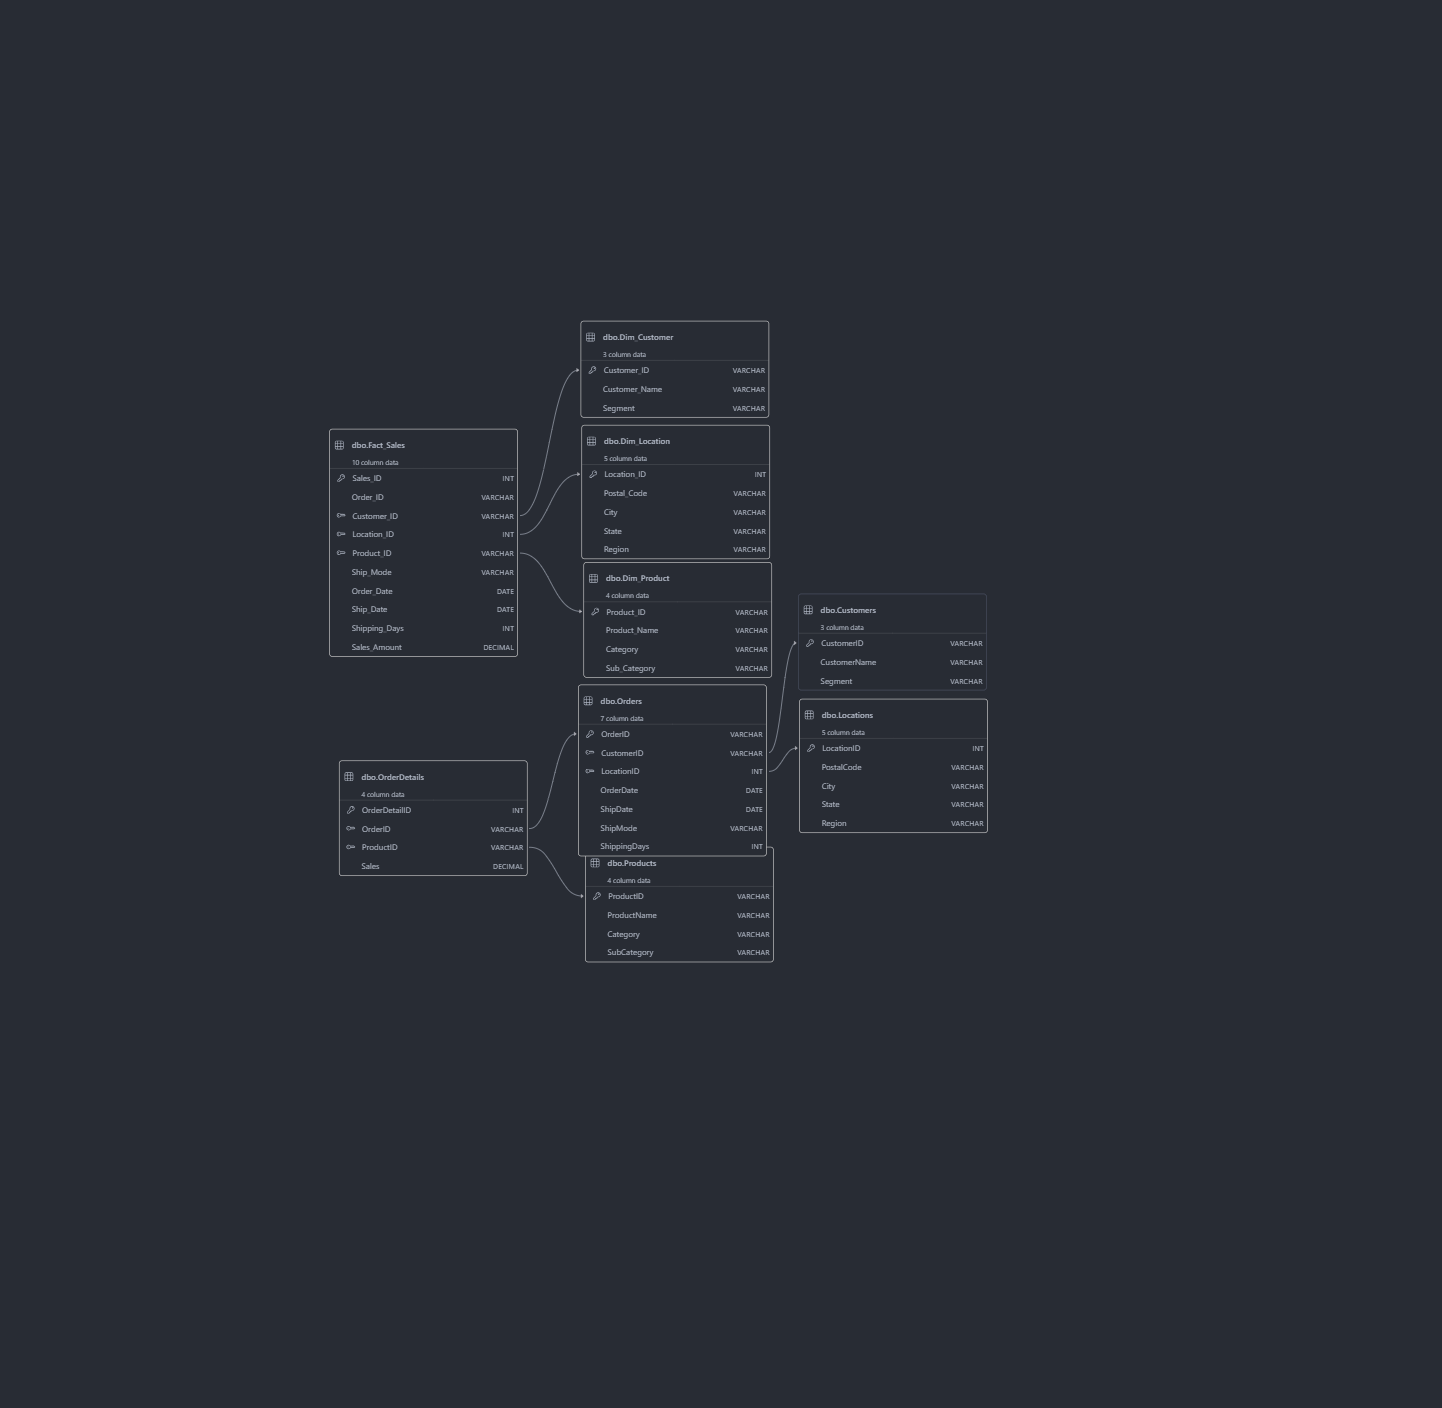 dbo.Dim_Customer
3 column data
Customer_ID VARCHAR
Customer_Name VARCHAR
Segment VARCHAR
dbo.Fact_Sales
10 column data
Sales_ID INT
Order_ID VARCHAR
Customer_ID VARCHAR
Location_ID INT
Product_ID VARCHAR
Ship_Mode VARCHAR
Order_Date DATE
Ship_Date DATE
Shipping_Days INT
Sales_Amount DECIMAL
dbo.Dim_Location
5 column data
Location_ID INT
Postal_Code VARCHAR
City VARCHAR
State VARCHAR
Region VARCHAR
dbo.Dim_Product
4 column data
Product_ID VARCHAR
Product_Name VARCHAR
Category VARCHAR
Sub_Category VARCHAR
dbo.Customers
3 column data
CustomerID VARCHAR
CustomerName VARCHAR
Segment VARCHAR
dbo.Orders
7 column data
OrderID VARCHAR
CustomerID VARCHAR
LocationID INT
OrderDate DATE
ShipDate DATE
ShipMode VARCHAR
ShippingDays INT
dbo.Locations
5 column data
LocationID INT
PostalCode VARCHAR
City VARCHAR
State VARCHAR
Region VARCHAR
dbo.OrderDetails
4 column data
OrderDetailID INT
OrderID VARCHAR
ProductID VARCHAR
Sales DECIMAL
dbo.Products
4 column data
ProductID VARCHAR
ProductName VARCHAR
Category VARCHAR
SubCategory VARCHAR